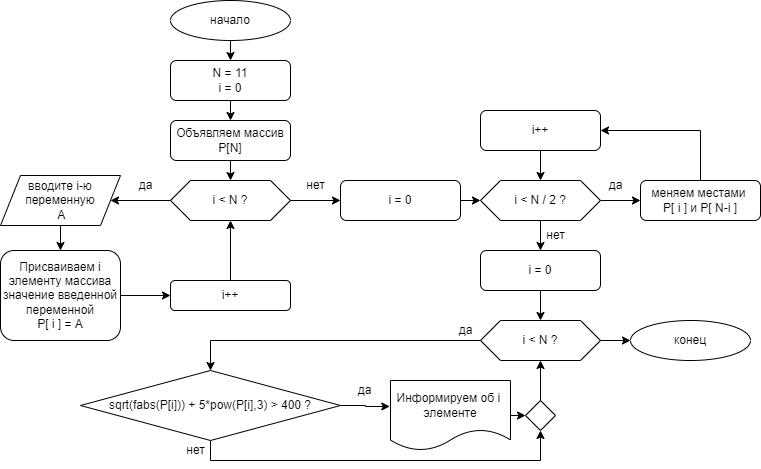 начало
N = 11
i = 0
Объявляем массив
P[N]
i++
вводите i-ю
переменную
A
да
i < N ?
нет
i = 0
i < N / 2 ?
да
меняем местами
P[ i ] и P[ N-i ]
нет
Присваиваем i
элементу массива
значение введенной
переменной
P[ i ] = A
i++
i = 0
да
i < N ?
конец
sqrt(fabs(P[i])) + 5*pow(P[i],3) > 400 ?
да
Информируем об i
элементе
нет